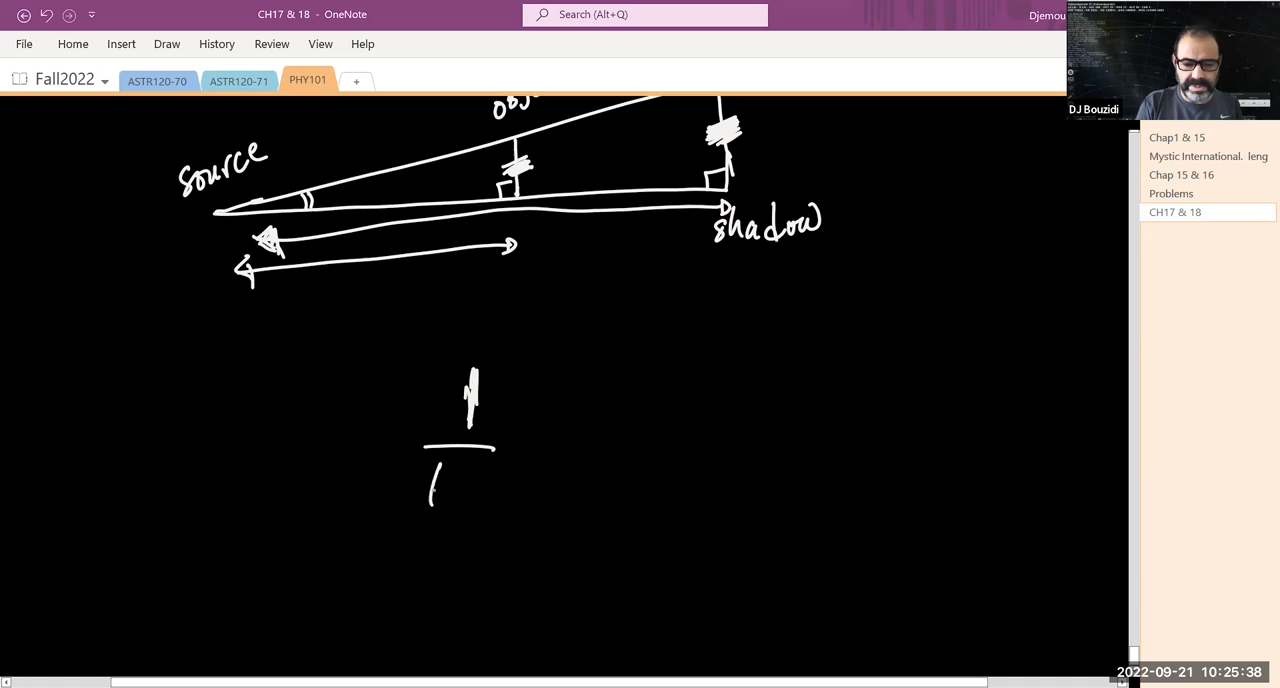 CH17 & 18 - OneNote
Search (Alt+Q)
Djemou
File Home Insert Draw History Review View Help
Fall2022 ASTR120-70 ASTR120-71 PHY101 +
DJ Bouzidi
Chap1 & 15
Mystic International. leng
Chap 15 & 16
Problems
CH17 & 18
obj
source
shadow
2022-09-21 10:25:38